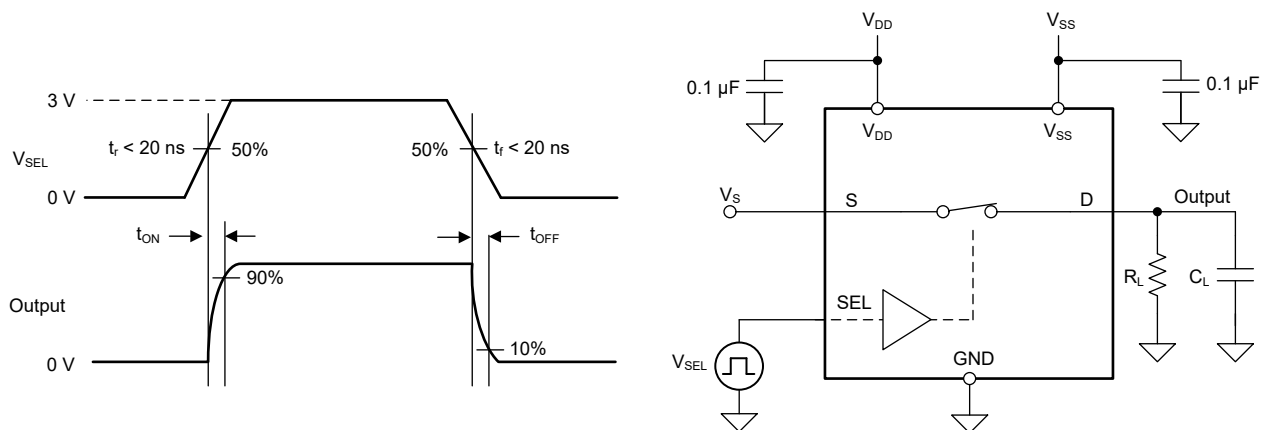 3 V
t_r < 20 ns
50%
50%
t_f < 20 ns
V_SEL
0 V
t_ON
t_OFF
90%
Output
10%
0 V
V_DD
V_SS
0.1 µF
0.1 µF
V_DD
V_SS
V_S
S
D
Output
R_L
C_L
SEL
V_SEL
GND